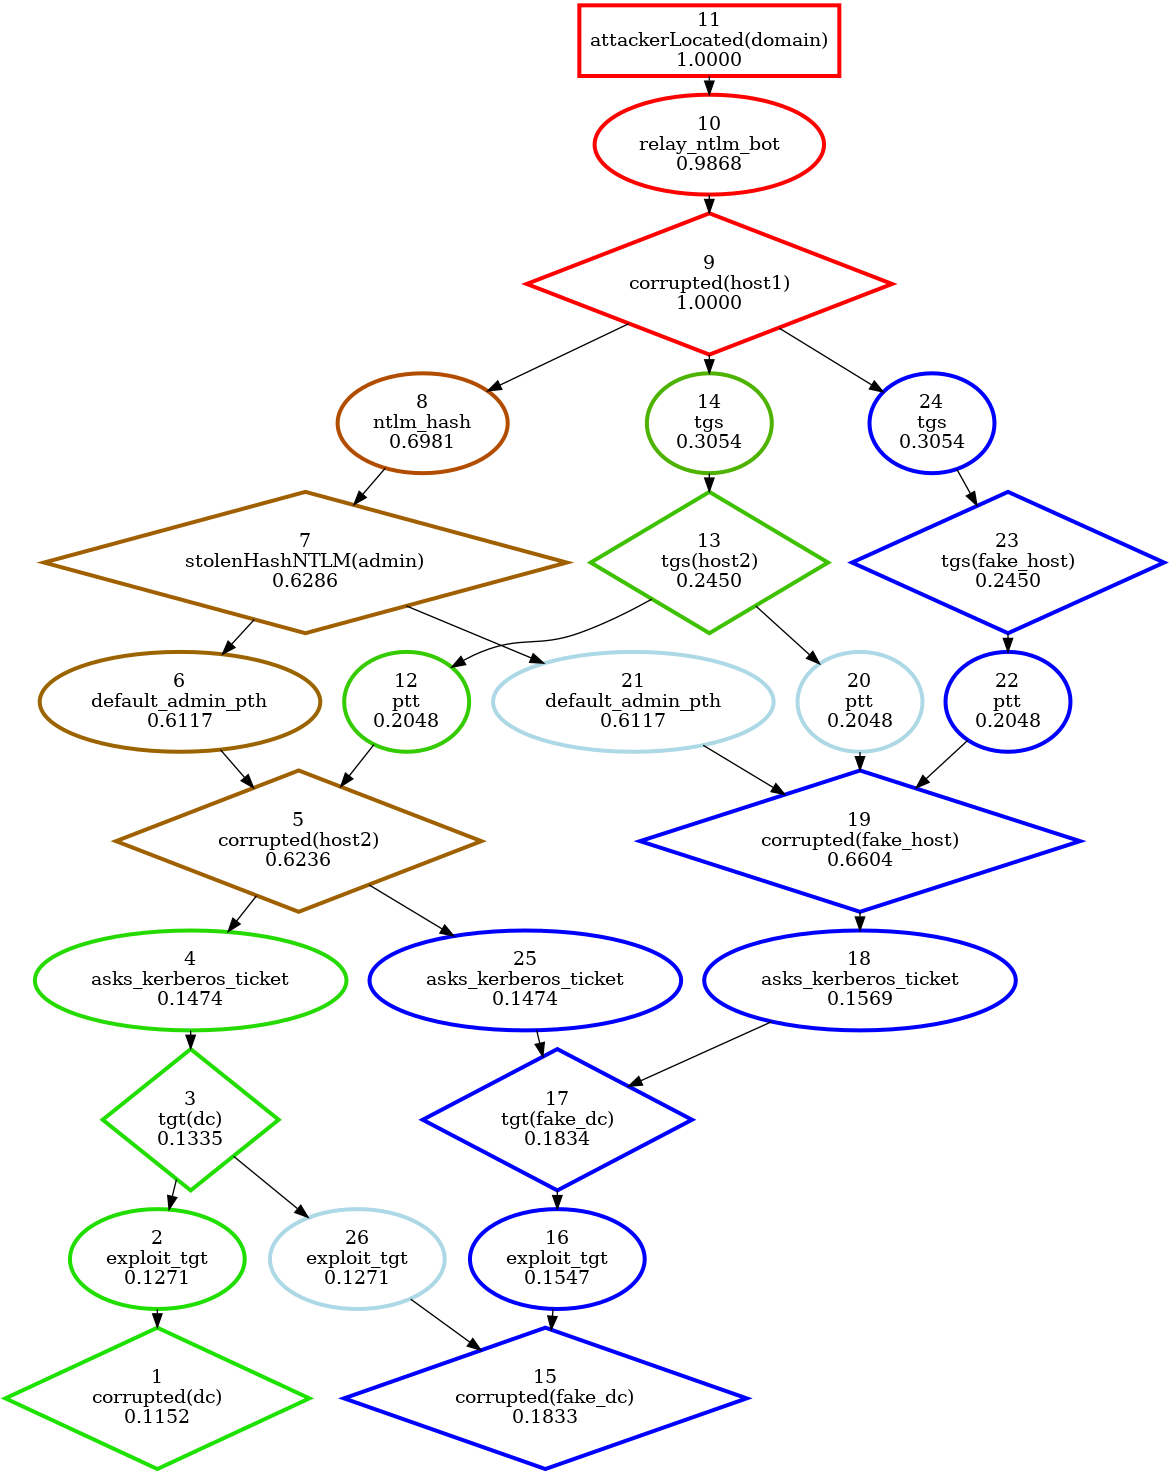 11
attackerLocated(domain)
1.0000
10
relay_ntlm_bot
0.9868
9
corrupted(host1)
1.0000
8
ntlm_hash
0.6981
14
tgs
0.3054
24
tgs
0.3054
7
stolenHashNTLM(admin)
0.6286
13
tgs(host2)
0.2450
23
tgs(fake_host)
0.2450
6
default_admin_pth
0.6117
12
ptt
0.2048
21
default_admin_pth
0.6117
20
ptt
0.2048
22
ptt
0.2048
5
corrupted(host2)
0.6236
19
corrupted(fake_host)
0.6604
4
asks_kerberos_ticket
0.1474
25
asks_kerberos_ticket
0.1474
18
asks_kerberos_ticket
0.1569
3
tgt(dc)
0.1335
17
tgt(fake_dc)
0.1834
2
exploit_tgt
0.1271
26
exploit_tgt
0.1271
16
exploit_tgt
0.1547
1
corrupted(dc)
0.1152
15
corrupted(fake_dc)
0.1833